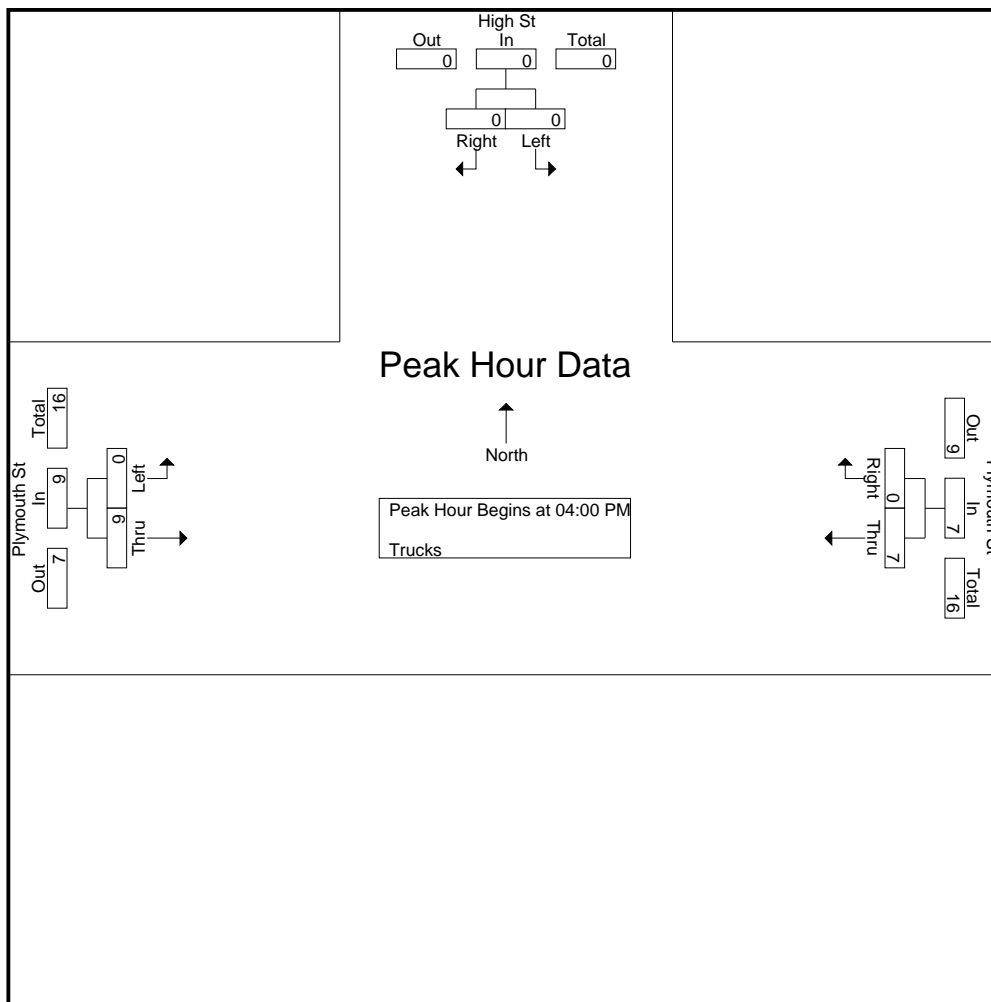 High St
Out In Total
0 0 0
0 0
Right Left
Peak Hour Data
North
Peak Hour Begins at 04:00 PM
Trucks
Plymouth St
Out In Total
7 9 16
Left Thru
0 9
Plymouth St
Out In Total
9 7 16
Right Thru
0 7